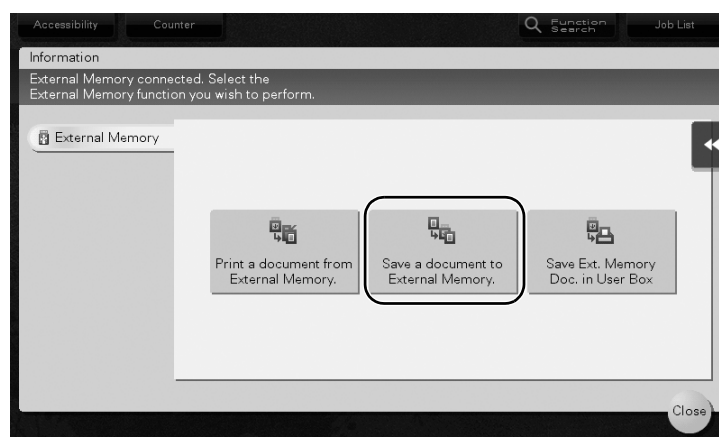 Accessibility
Counter
Function
Search
Job List
Information
External Memory connected. Select the
External Memory function you wish to perform.
External Memory
Print a document from
External Memory.
Save a document to
External Memory.
Save Ext. Memory
Doc. in User Box
Close